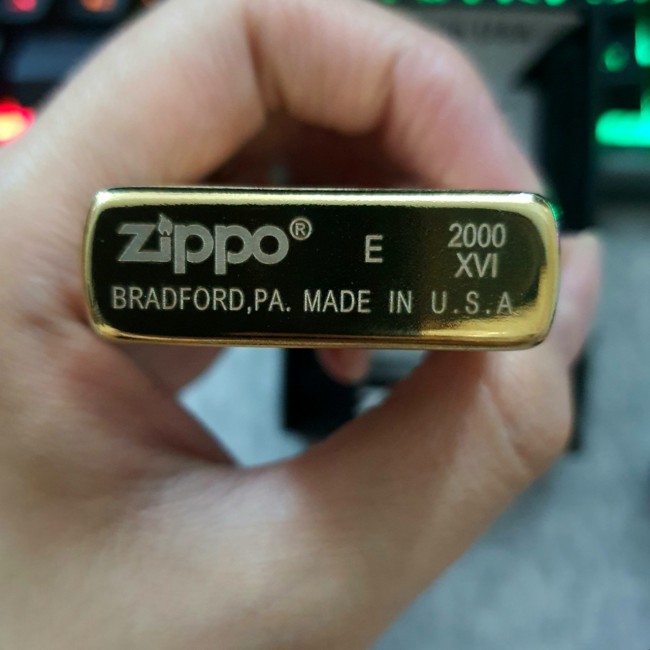 zippo® E 2000
XVI
BRADFORD,PA. MADE IN U.S.A